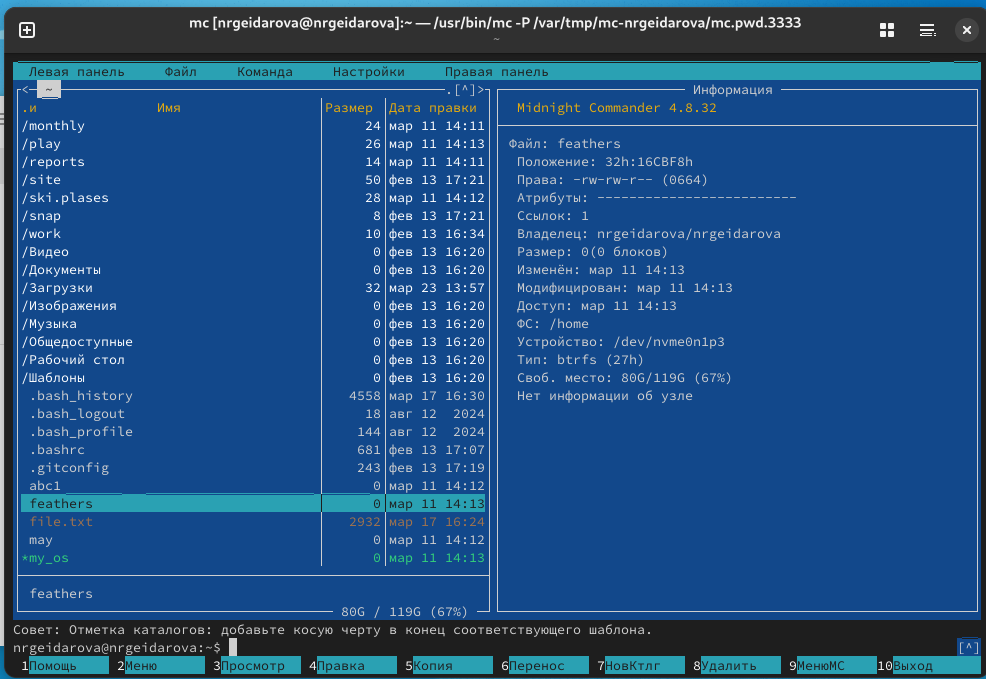 mc [nrgeidarova@nrgeidarova]:~ — /usr/bin/mc -P /var/tmp/mc-nrgeidarova/mc.pwd.3333
~
Левая панель Файл Команда Настройки Правая панель
<─ ~ .[^]>
.и Имя Размер Дата правки
/monthly 24 мар 11 14:11
/play 26 мар 11 14:13
/reports 14 мар 11 14:11
/site 50 фев 13 17:21
/ski.plases 28 мар 11 14:12
/snap 8 фев 13 17:21
/work 10 фев 13 16:34
/Видео 0 фев 13 16:20
/Документы 0 фев 13 16:20
/Загрузки 32 мар 23 13:57
/Изображения 0 фев 13 16:20
/Музыка 0 фев 13 16:20
/Общедоступные 0 фев 13 16:20
/Рабочий стол 0 фев 13 16:20
/Шаблоны 0 фев 13 16:20
.bash_history 4558 мар 17 16:30
.bash_logout 18 авг 12 2024
.bash_profile 144 авг 12 2024
.bashrc 681 фев 13 17:07
.gitconfig 243 фев 13 17:19
abc1 0 мар 11 14:12
feathers 0 мар 11 14:13
file.txt 2932 мар 17 16:24
may 0 мар 11 14:12
*my_os 0 мар 11 14:13
feathers
80G / 119G (67%)
Информация
Midnight Commander 4.8.32
Файл: feathers
Положение: 32h:16CBF8h
Права: -rw-rw-r-- (0664)
Атрибуты: -------------------------
Ссылок: 1
Владелец: nrgeidarova/nrgeidarova
Размер: 0(0 блоков)
Изменён: мар 11 14:13
Модифицирован: мар 11 14:13
Доступ: мар 11 14:13
ФС: /home
Устройство: /dev/nvme0n1p3
Тип: btrfs (27h)
Своб. место: 80G/119G (67%)
Нет информации об узле
Совет: Отметка каталогов: добавьте косую черту в конец соответствующего шаблона.
nrgeidarova@nrgeidarova:~$ [^]
1Помощь 2Меню 3Просмотр 4Правка 5Копия 6Перенос 7НовКтлг 8Удалить 9МенюMC 10Выход